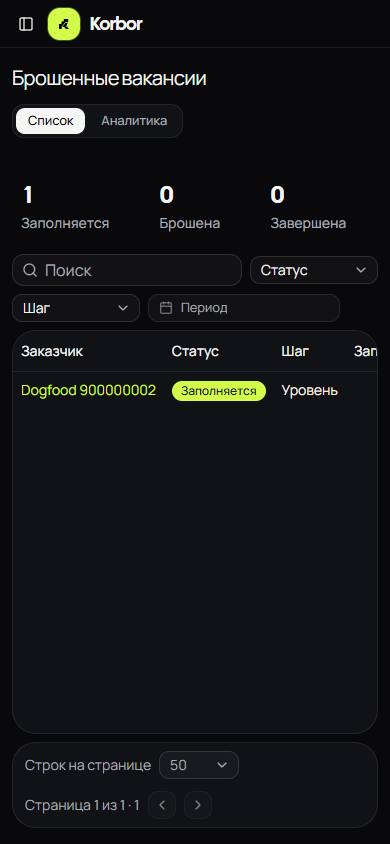 Korbor
Брошенные вакансии
Список Аналитика
1 0 0
Заполняется Брошена Завершена
Поиск Статус
Шаг Период
Заказчик Статус Шаг
Dogfood 900000002 Заполняется Уровень
Строк на странице 50
Страница 1 из 1 · 1